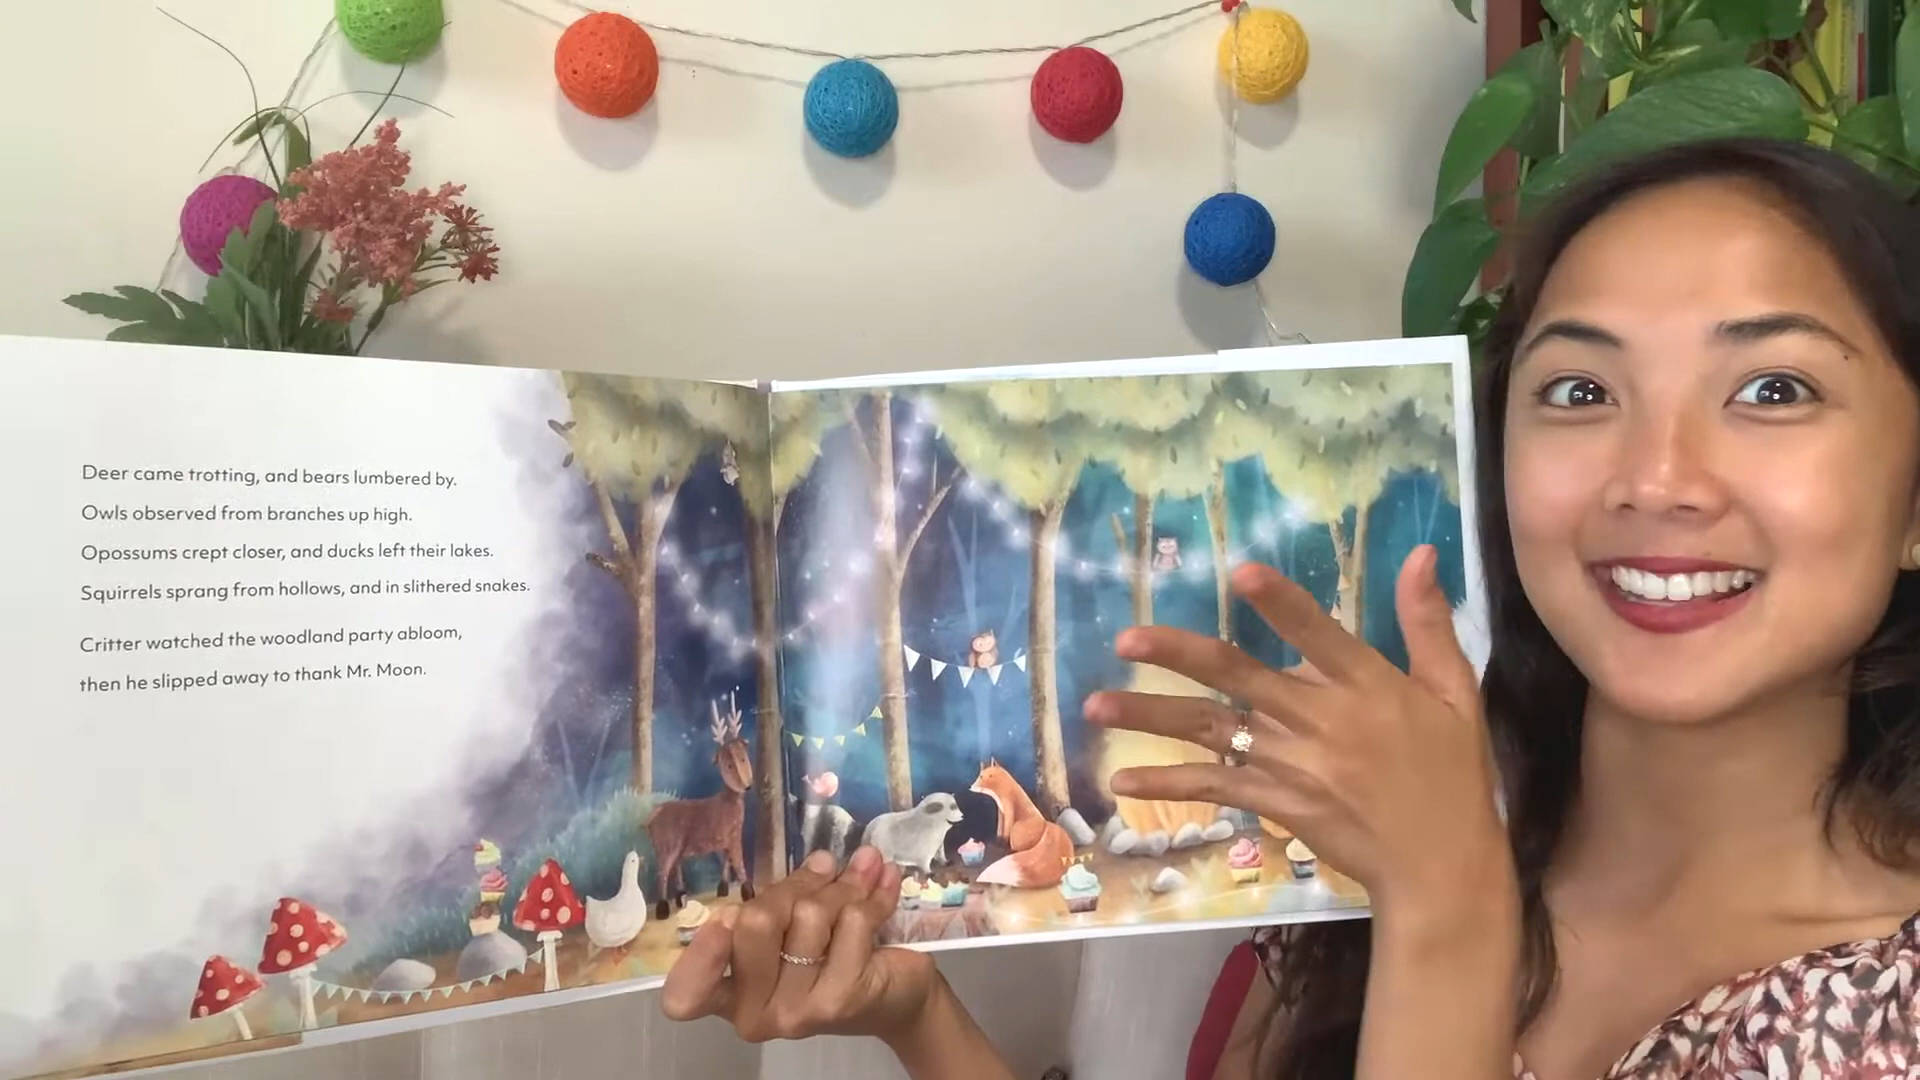 Deer came trotting, and bears lumbered by.
Owls observed from branches up high.
Opossums crept closer, and ducks left their lakes.
Squirrels sprang from hollows, and in slithered snakes.
Critter watched the woodland party abloom,
then he slipped away to thank Mr. Moon.